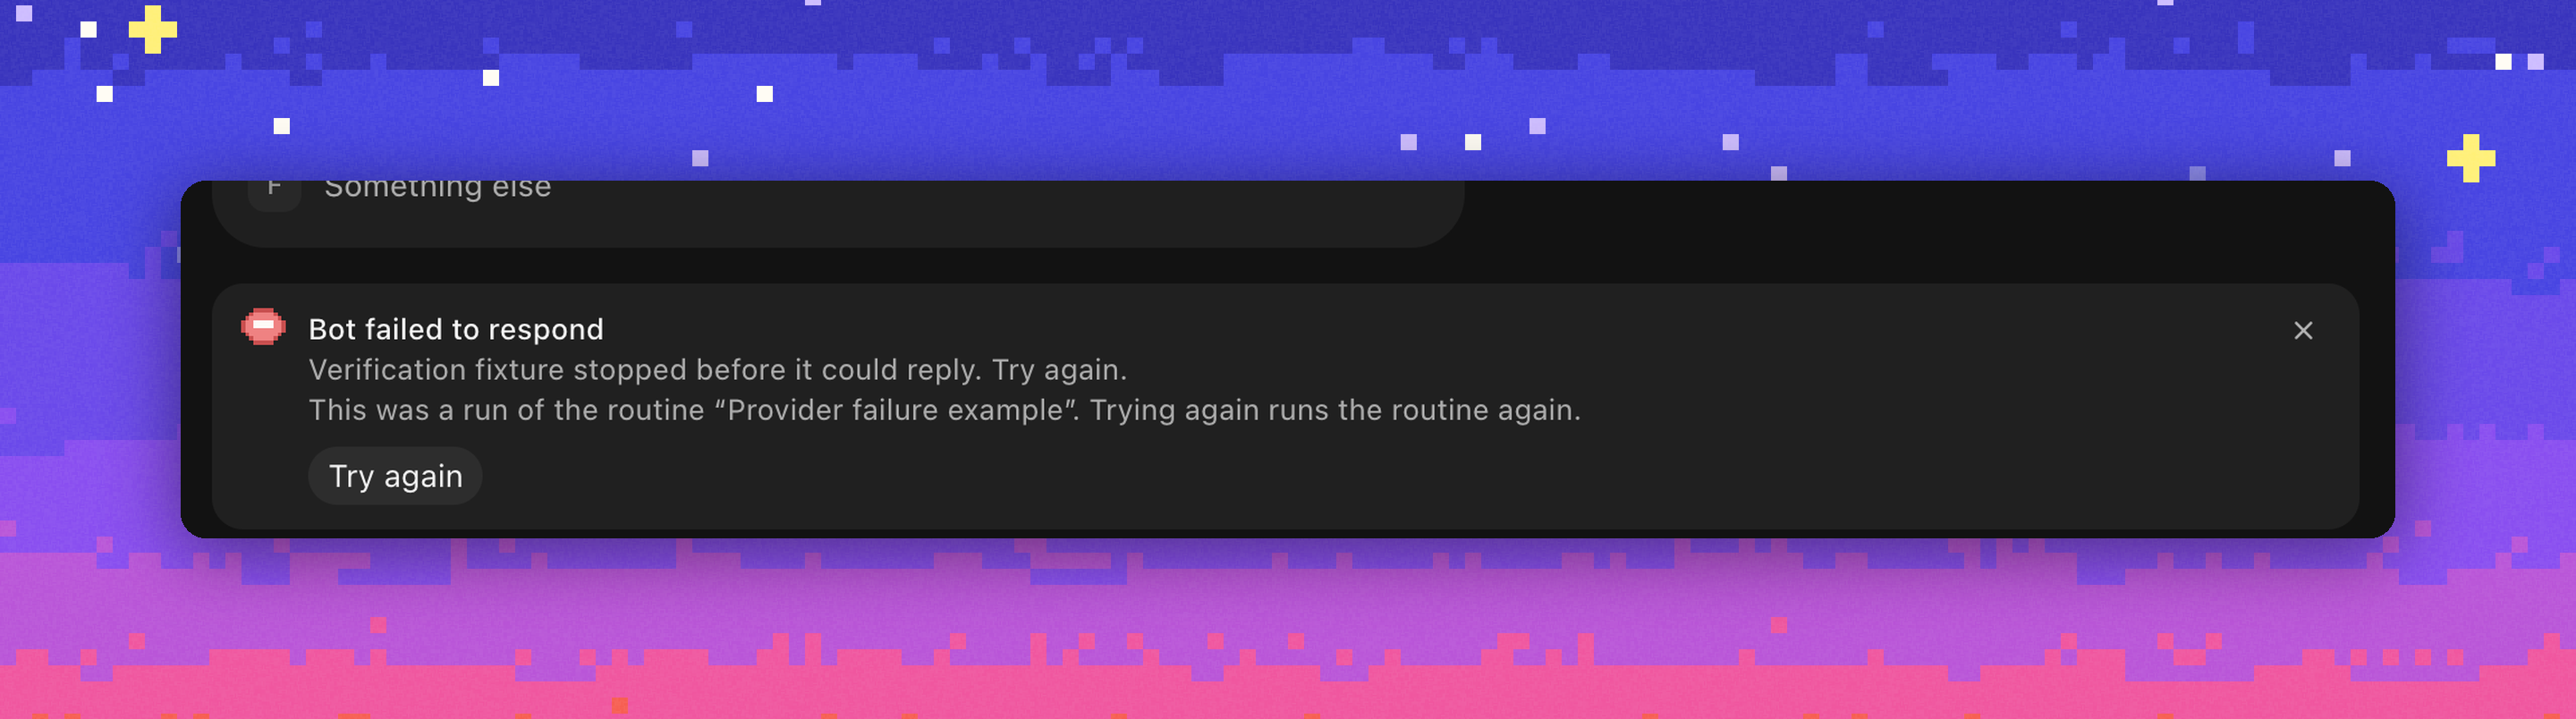 F Something else
Bot failed to respond
Verification fixture stopped before it could reply. Try again.
This was a run of the routine “Provider failure example”. Trying again runs the routine again.
Try again